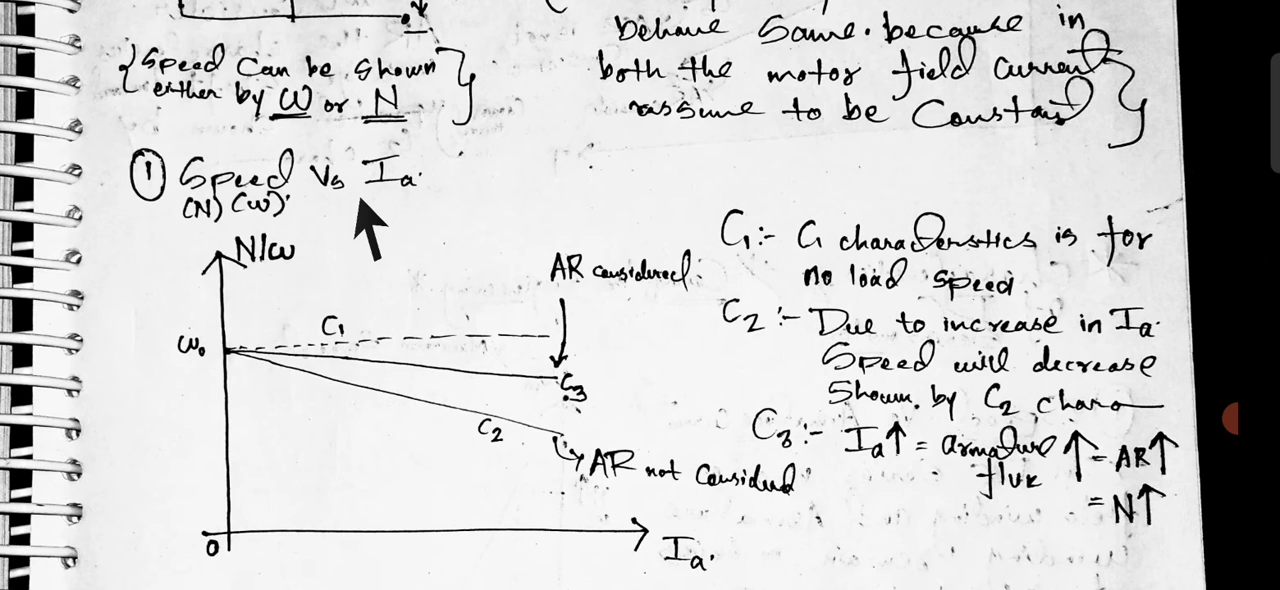 {Speed Can be shown
either by ω or N}
behave Same. because in
both the motor field current
assume to be Constant}
① Speed Vs Ia.
(N) (ω).
N/ω
AR considered.
C1
ω0
C3
C2
AR not Considered
0
Ia.
C1:- C1 characteristics is for
no load speed.
C2:- Due to increase in Ia.
Speed will decrease
Shown. by C2 chara
C3:- Ia↑ = armature ↑ = AR↑
flux
= N↑